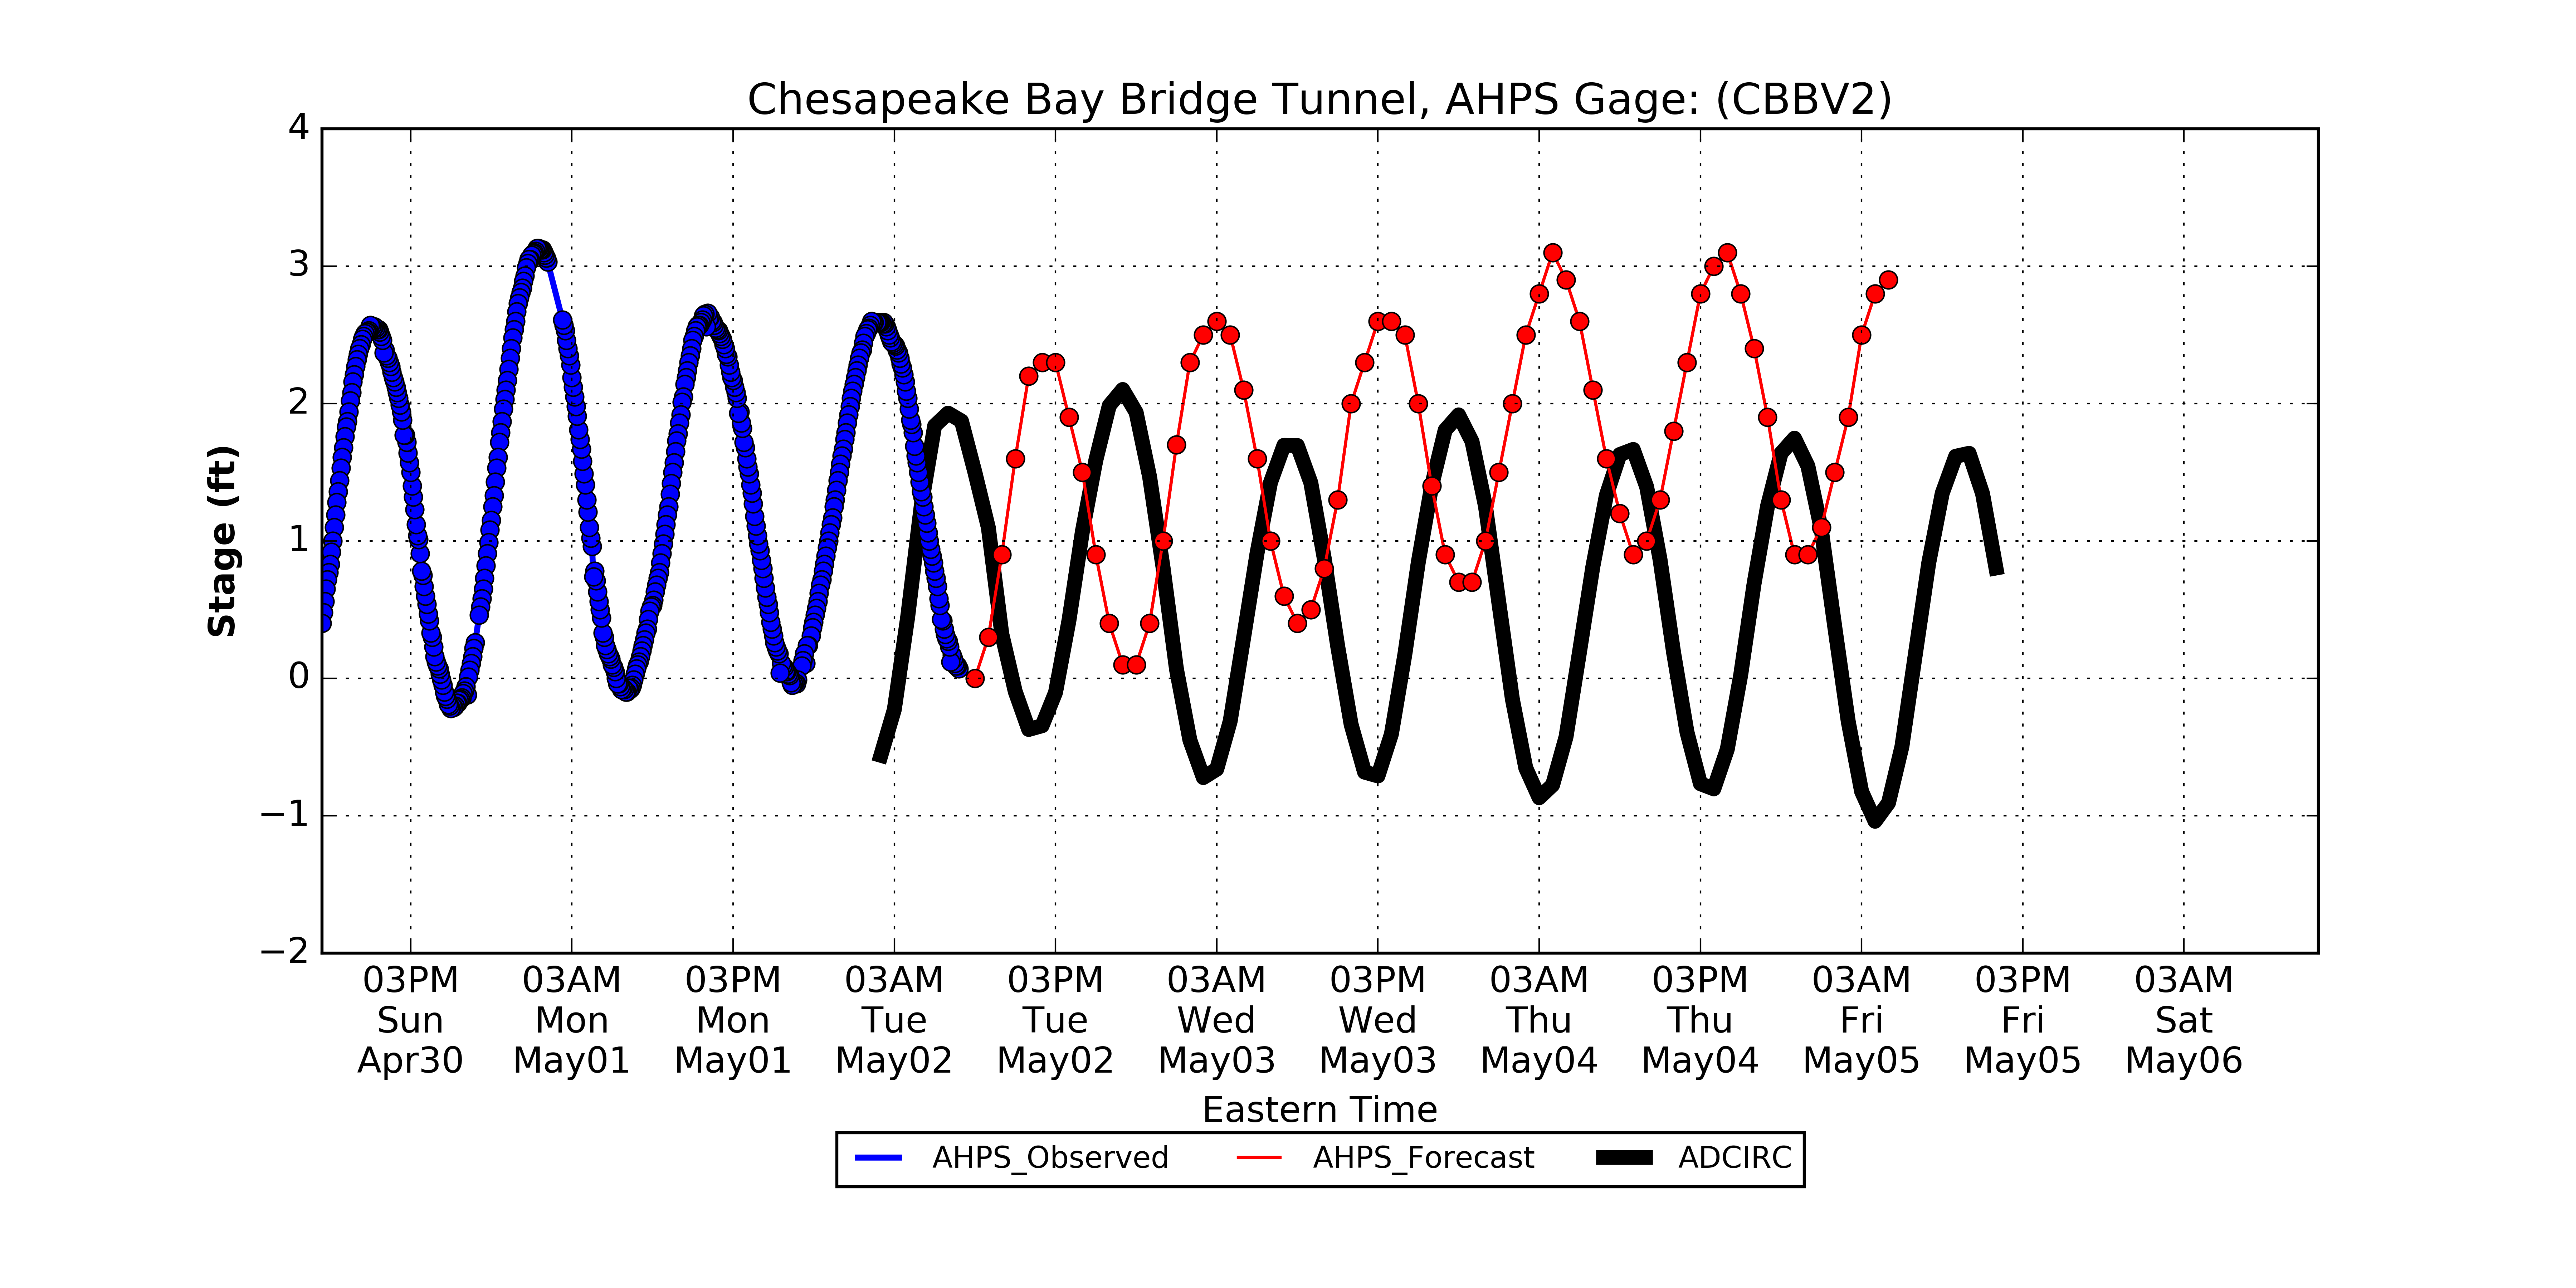 Chesapeake Bay Bridge Tunnel, AHPS Gage: (CBBV2)
4
3
2
1
0
−1
−2
Stage (ft)
03PM 03AM 03PM 03AM 03PM 03AM 03PM 03AM 03PM 03AM 03PM 03AM
Sun Mon Mon Tue Tue Wed Wed Thu Thu Fri Fri Sat
Apr30 May01 May01 May02 May02 May03 May03 May04 May04 May05 May05 May06
Eastern Time
AHPS_Observed AHPS_Forecast ADCIRC